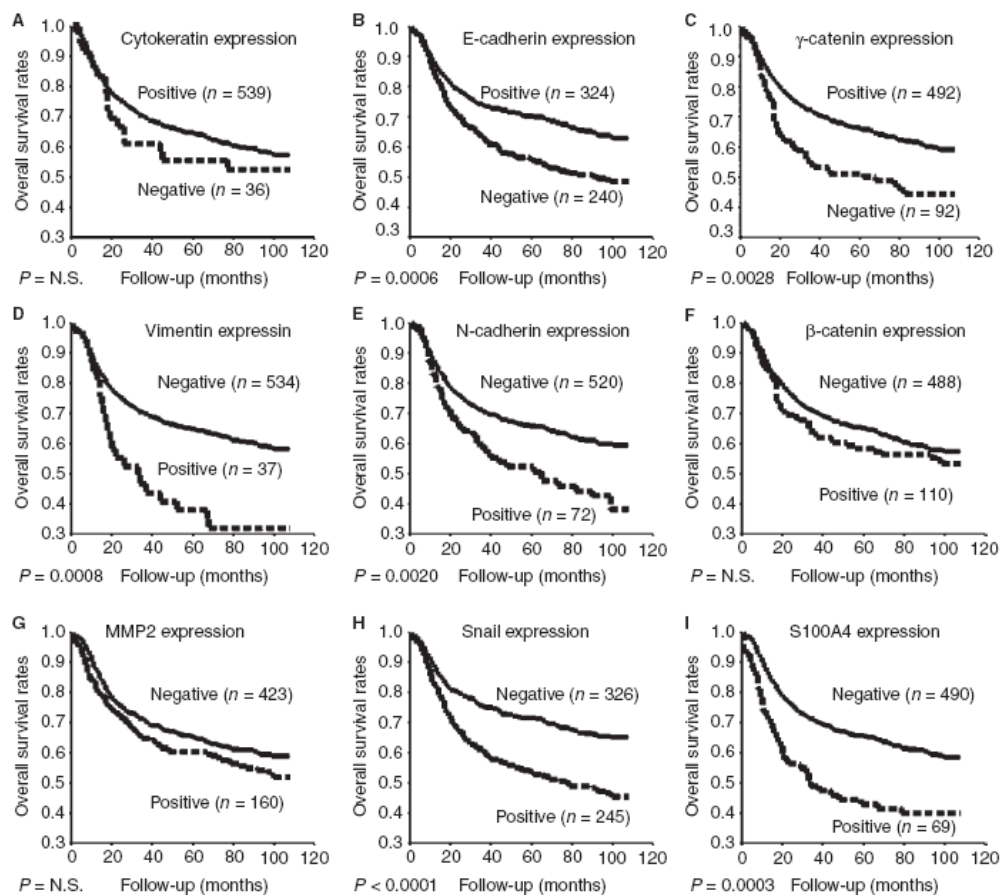 A
Cytokeratin expression
Overall survival rates
1.0
0.9
0.8
0.7
0.6
0.5
0.4
0.3
Positive (n = 539)
Negative (n = 36)
0 20 40 60 80 100 120
P = N.S. Follow-up (months)
B
E-cadherin expression
Overall survival rates
1.0
0.9
0.8
0.7
0.6
0.5
0.4
0.3
Positive (n = 324)
Negative (n = 240)
0 20 40 60 80 100 120
P = 0.0006 Follow-up (months)
C
γ-catenin expression
Overall survival rates
1.0
0.9
0.8
0.7
0.6
0.5
0.4
0.3
Positive (n = 492)
Negative (n = 92)
0 20 40 60 80 100 120
P = 0.0028 Follow-up (months)
D
Vimentin expressin
Overall survival rates
1.0
0.9
0.8
0.7
0.6
0.5
0.4
0.3
Negative (n = 534)
Positive (n = 37)
0 20 40 60 80 100 120
P = 0.0008 Follow-up (months)
E
N-cadherin expression
Overall survival rates
1.0
0.9
0.8
0.7
0.6
0.5
0.4
0.3
Negative (n = 520)
Positive (n = 72)
0 20 40 60 80 100 120
P = 0.0020 Follow-up (months)
F
β-catenin expression
Overall survival rates
1.0
0.9
0.8
0.7
0.6
0.5
0.4
0.3
Negative (n = 488)
Positive (n = 110)
0 20 40 60 80 100 120
P = N.S. Follow-up (months)
G
MMP2 expression
Overall survival rates
1.0
0.9
0.8
0.7
0.6
0.5
0.4
0.3
Negative (n = 423)
Positive (n = 160)
0 20 40 60 80 100 120
P = N.S. Follow-up (months)
H
Snail expression
Overall survival rates
1.0
0.9
0.8
0.7
0.6
0.5
0.4
0.3
Negative (n = 326)
Positive (n = 245)
0 20 40 60 80 100 120
P < 0.0001 Follow-up (months)
I
S100A4 expression
Overall survival rates
1.0
0.9
0.8
0.7
0.6
0.5
0.4
0.3
Negative (n = 490)
Positive (n = 69)
0 20 40 60 80 100 120
P = 0.0003 Follow-up (months)